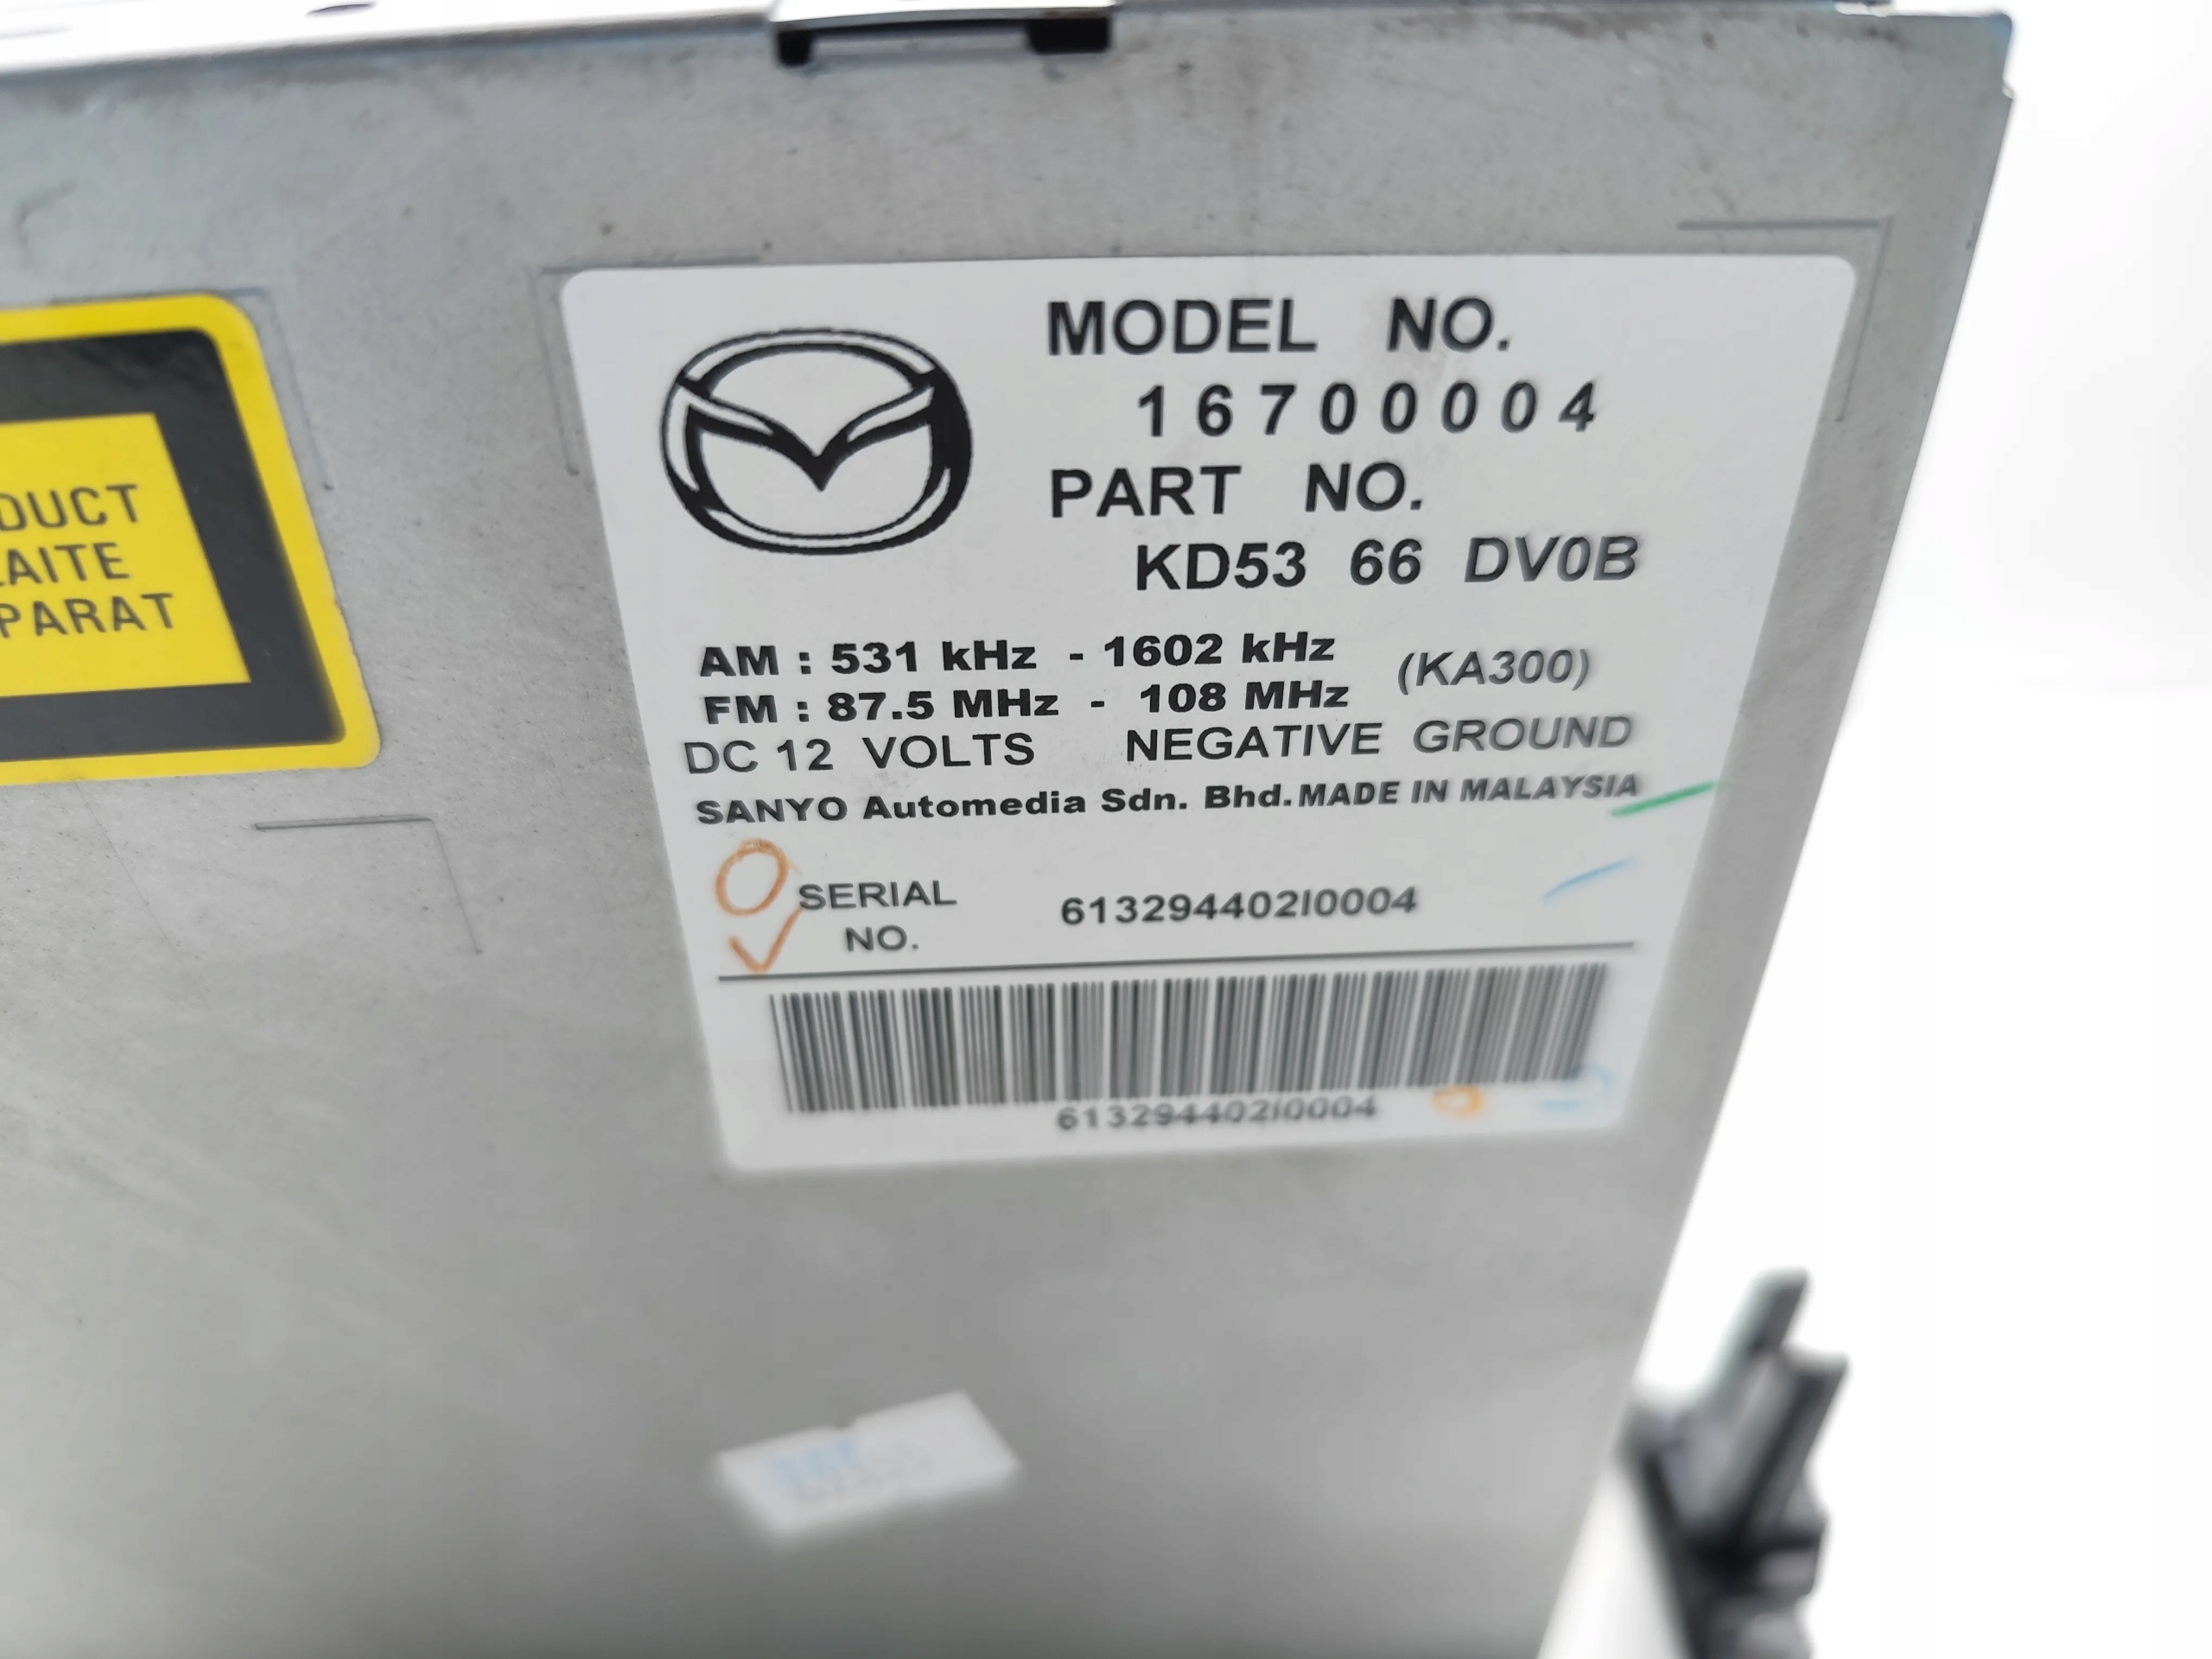 DUCT
AITE
PARAT
MODEL NO.
16700004
PART NO.
KD53 66 DV0B
AM : 531 kHz - 1602 kHz (KA300)
FM : 87.5 MHz - 108 MHz
DC 12 VOLTS NEGATIVE GROUND
SANYO Automedia Sdn. Bhd. MADE IN MALAYSIA
SERIAL NO. 613294402I0004
613294402I0004